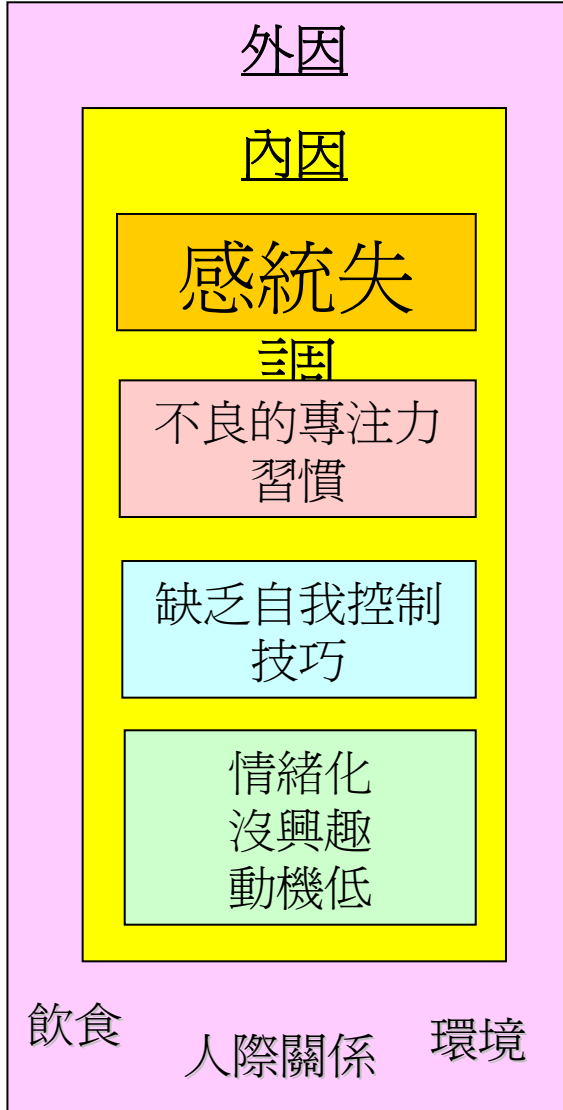 外因
內因
感統失
調
不良的專注力
習慣
缺乏自我控制
技巧
情緒化
沒興趣
動機低
飲食
人際關係
環境